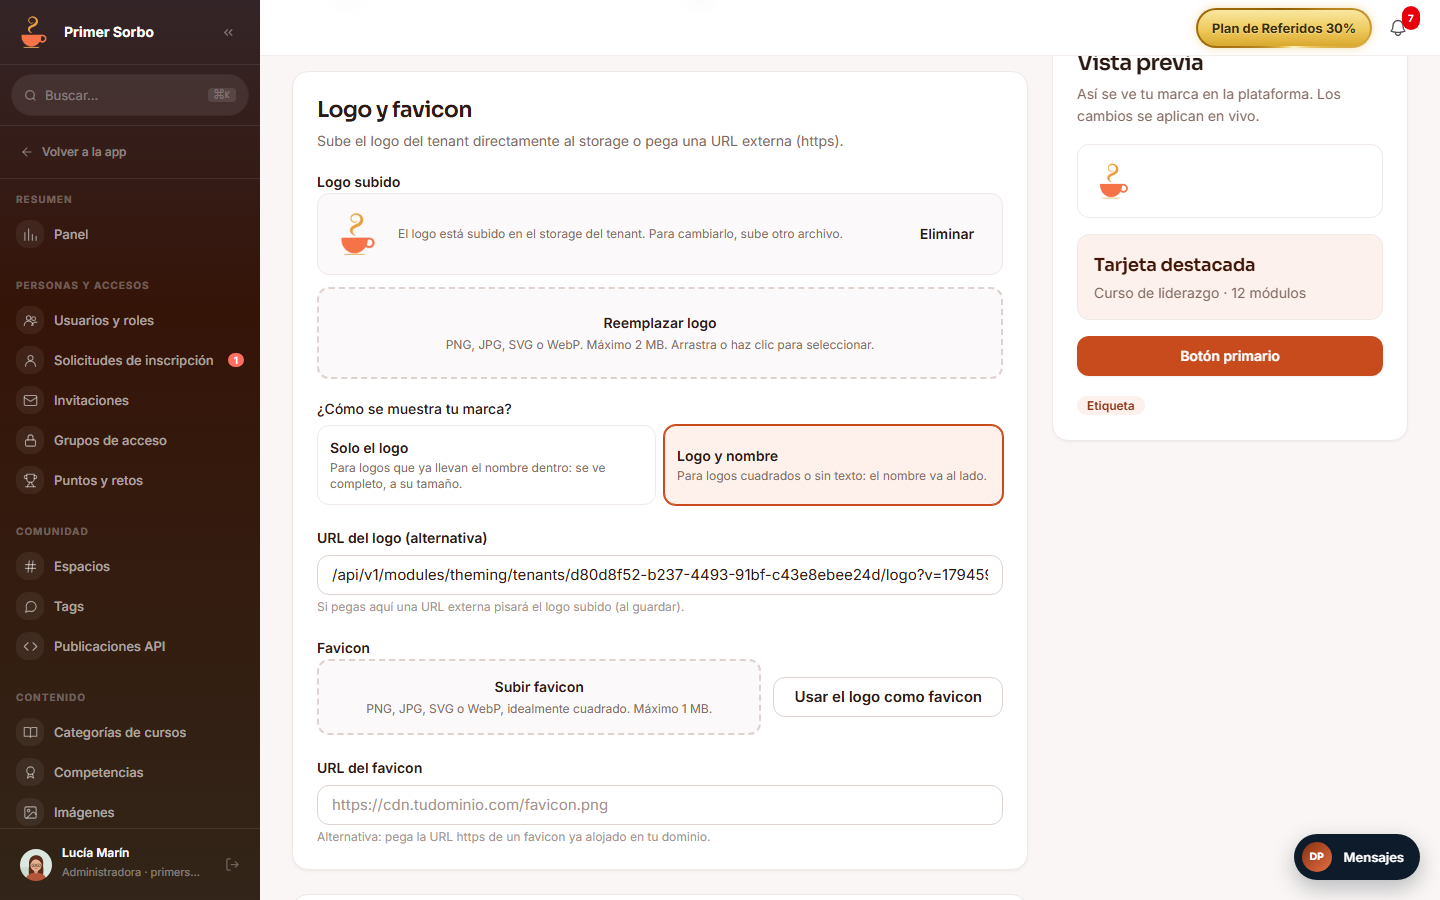 Primer Sorbo
«
Buscar...
⌘K
Volver a la app
RESUMEN
Panel
PERSONAS Y ACCESOS
Usuarios y roles
Solicitudes de inscripción
1
Invitaciones
Grupos de acceso
Puntos y retos
COMUNIDAD
Espacios
Tags
Publicaciones API
CONTENIDO
Categorías de cursos
Competencias
Imágenes
Lucía Marín
Administradora · primers...
Plan de Referidos 30%
7
Logo y favicon
Sube el logo del tenant directamente al storage o pega una URL externa (https).
Logo subido
El logo está subido en el storage del tenant. Para cambiarlo, sube otro archivo.
Eliminar
Reemplazar logo
PNG, JPG, SVG o WebP. Máximo 2 MB. Arrastra o haz clic para seleccionar.
¿Cómo se muestra tu marca?
Solo el logo
Para logos que ya llevan el nombre dentro: se ve
completo, a su tamaño.
Logo y nombre
Para logos cuadrados o sin texto: el nombre va al lado.
URL del logo (alternativa)
/api/v1/modules/theming/tenants/d80d8f52-b237-4493-91bf-c43e8ebee24d/logo?v=179459
Si pegas aquí una URL externa pisará el logo subido (al guardar).
Favicon
Subir favicon
PNG, JPG, SVG o WebP, idealmente cuadrado. Máximo 1 MB.
Usar el logo como favicon
URL del favicon
https://cdn.tudominio.com/favicon.png
Alternativa: pega la URL https de un favicon ya alojado en tu dominio.
Vista previa
Así se ve tu marca en la plataforma. Los
cambios se aplican en vivo.
Tarjeta destacada
Curso de liderazgo · 12 módulos
Botón primario
Etiqueta
DP
Mensajes